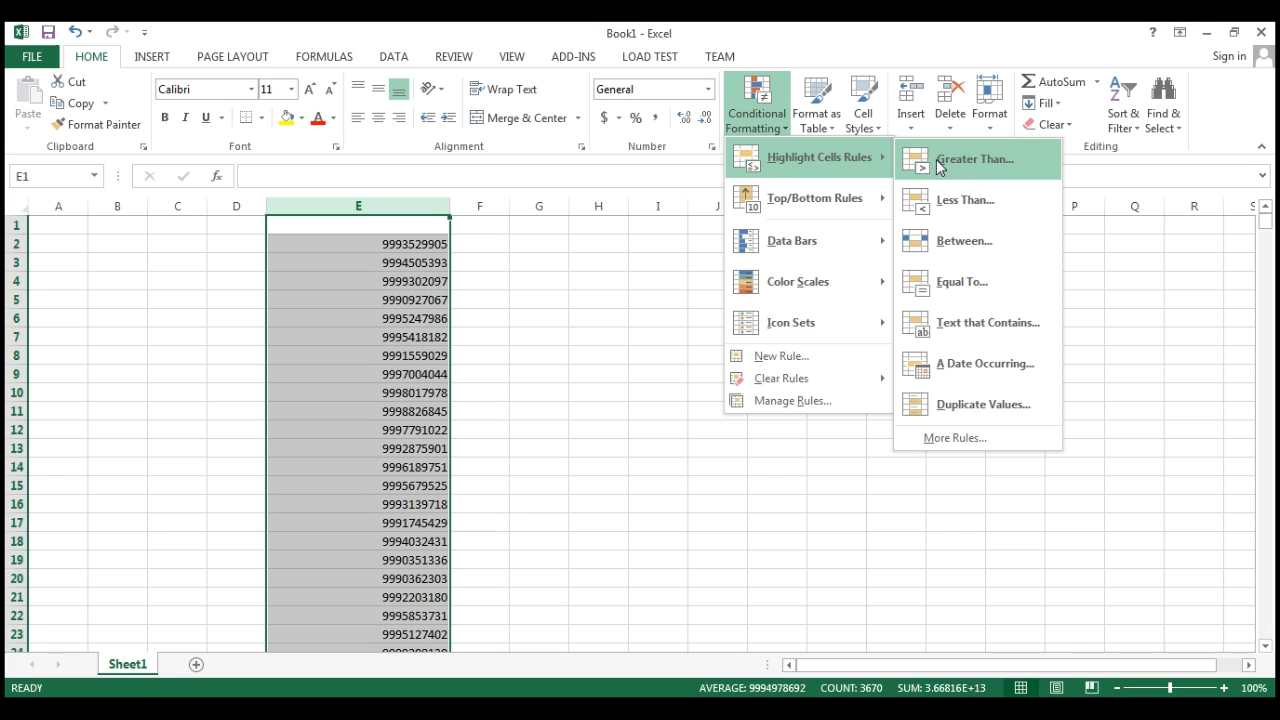 Book1 - Excel
?
Sign in
FILE HOME INSERT PAGE LAYOUT FORMULAS DATA REVIEW VIEW ADD-INS LOAD TEST TEAM
Paste
Cut
Copy
Format Painter
Clipboard
Calibri 11
A A
B I U A
Font
Wrap Text
Merge & Center
Alignment
General
$ % ,
Number
Conditional Formatting
Format as Table
Cell Styles
Insert
Delete
Format
AutoSum
Fill
Clear
Sort & Filter
Find & Select
Editing
E1
fx
Highlight Cells Rules
Top/Bottom Rules
Data Bars
Color Scales
Icon Sets
New Rule...
Clear Rules
Manage Rules...
Greater Than...
Less Than...
Between...
Equal To...
Text that Contains...
A Date Occurring...
Duplicate Values...
More Rules...
A B C D E F G H I J P Q R S
1
2 9993529905
3 9994505393
4 9999302097
5 9990927067
6 9995247986
7 9995418182
8 9991559029
9 9997004044
10 9998017978
11 9998826845
12 9997791022
13 9992875901
14 9996189751
15 9995679525
16 9993139718
17 9991745429
18 9994032431
19 9990351336
20 9990362303
21 9992203180
22 9995853731
23 9995127402
Sheet1
READY
AVERAGE: 9994978692 COUNT: 3670 SUM: 3.66816E+13
100%